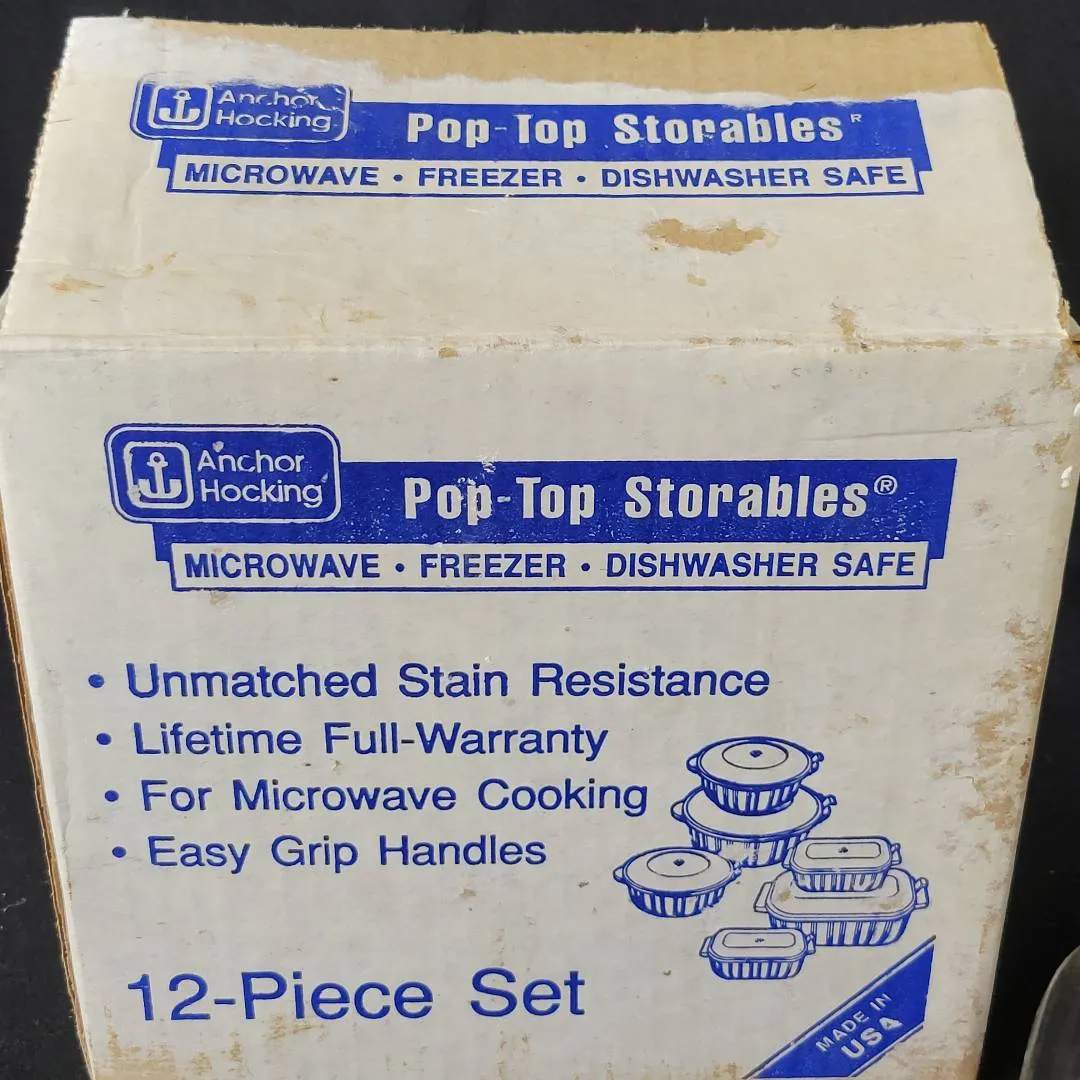 Anchor
Hocking
Pop-Top Storables R
MICROWAVE • FREEZER • DISHWASHER SAFE
Anchor
Hocking
Pop-Top Storables®
MICROWAVE • FREEZER • DISHWASHER SAFE
• Unmatched Stain Resistance
• Lifetime Full-Warranty
• For Microwave Cooking
• Easy Grip Handles
12-Piece Set
MADE IN
USA